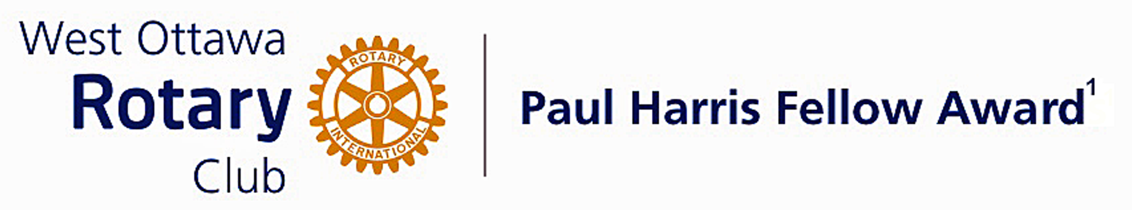 West Ottawa
Rotary
Club
ROTARY
INTERNATIONAL
Paul Harris Fellow Award¹